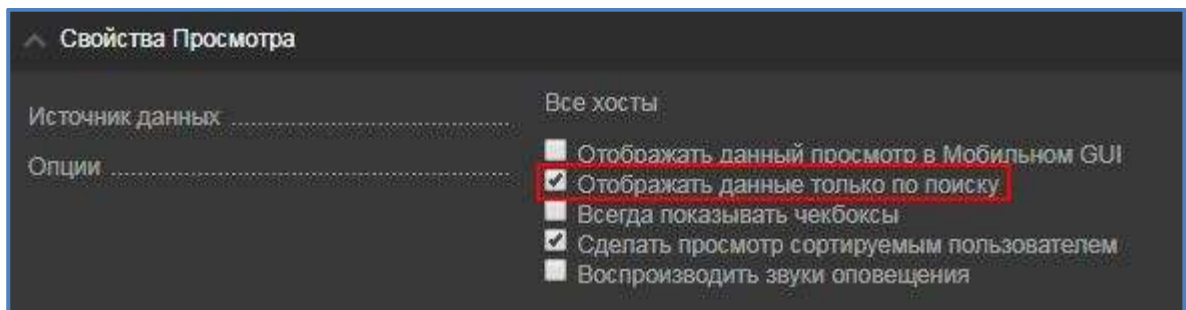 Свойства Просмотра
Источник данных
Все хосты
Опции
Отображать данный просмотр в Мобильном GUI
Отображать данные только по поиску
Всегда показывать чекбоксы
Сделать просмотр сортируемым пользователем
Воспроизводить звуки оповещения